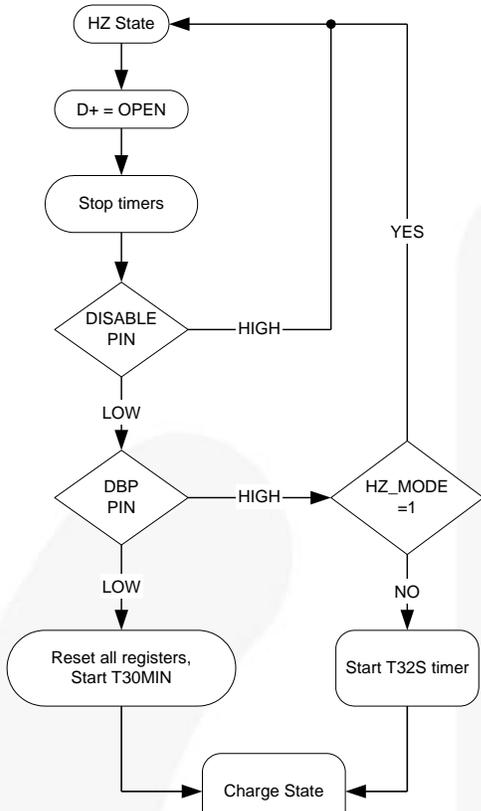 HZ State
D+ = OPEN
Stop timers
YES
DISABLE
PIN
HIGH
LOW
DBP
PIN
HIGH
HZ_MODE
=1
LOW
NO
Reset all registers,
Start T30MIN
Start T32S timer
Charge State